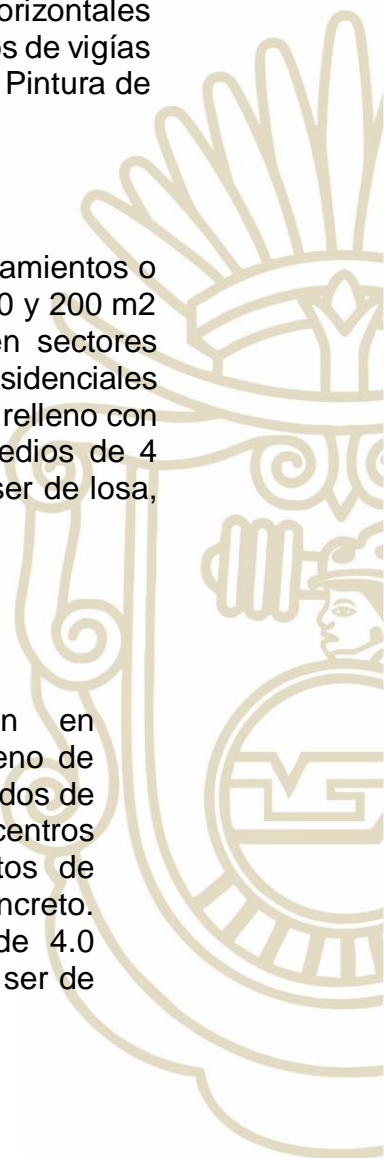 orizontales
os de vigías
Pintura de
amientos o
0 y 200 m2
en sectores
sidenciales
relleno con
edios de 4
ser de losa,
n en
eno de
dos de
centros
tos de
ncreto.
de 4.0
ser de